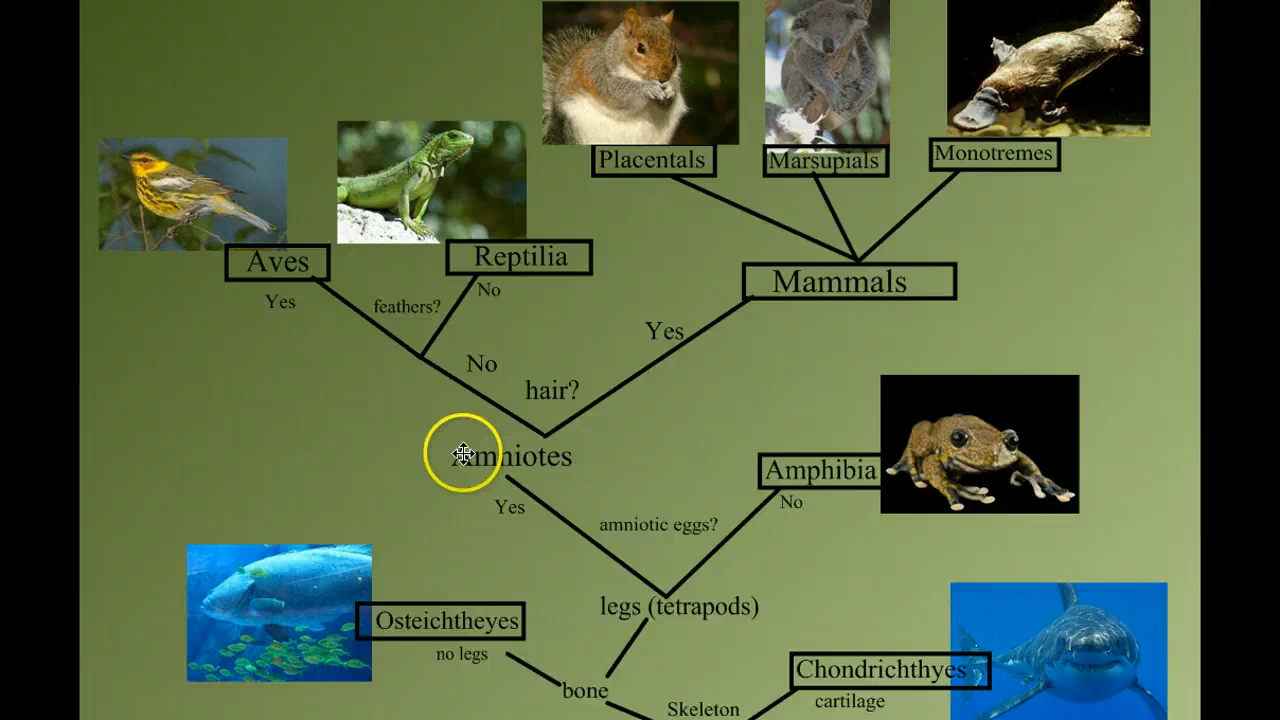 Placentals
Marsupials
Monotremes
Aves
Reptilia
Mammals
Yes
feathers?
No
Yes
No
hair?
Amniotes
Amphibia
Yes
amniotic eggs?
No
legs (tetrapods)
Osteichtheyes
no legs
Chondrichthyes
bone
Skeleton
cartilage